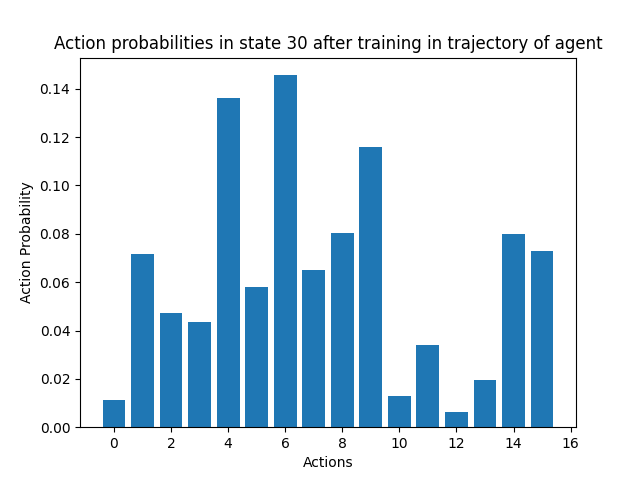 Action probabilities in state 30 after training in trajectory of agent
0.14
0.12
0.10
0.08
0.06
0.04
0.02
0.00
Action Probability
0 2 4 6 8 10 12 14 16
Actions